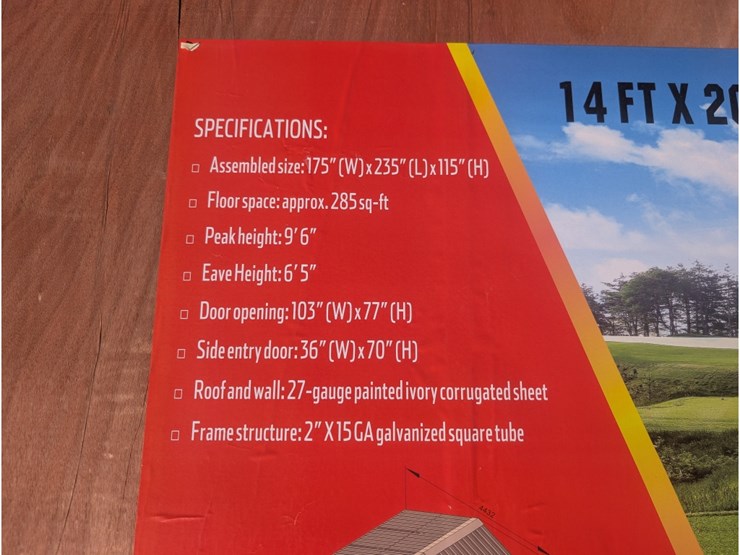 14 FT X 20
SPECIFICATIONS:
□ Assembled size: 175" (W) x 235" (L) x 115" (H)
□ Floor space: approx. 285 sq-ft
□ Peak height: 9' 6"
□ Eave Height: 6' 5"
□ Door opening: 103" (W) x 77" (H)
□ Side entry door: 36" (W) x 70" (H)
□ Roof and wall: 27-gauge painted ivory corrugated sheet
□ Frame structure: 2" X 15 GA galvanized square tube
4432